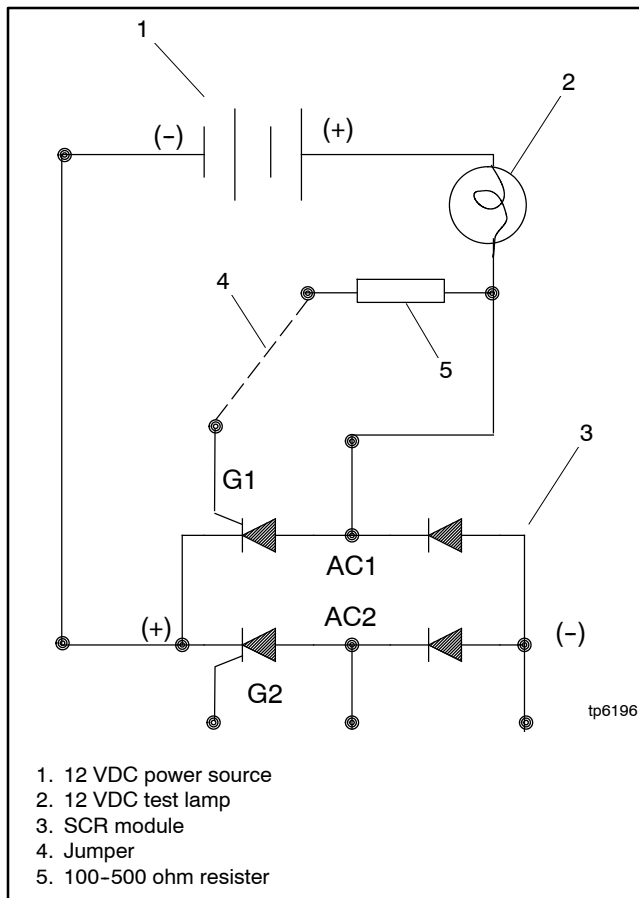 1
(-)
(+)
2
4
5
3
G1
AC1
(+)
AC2
(-)
G2
tp6196
1. 12 VDC power source
2. 12 VDC test lamp
3. SCR module
4. Jumper
5. 100-500 ohm resister